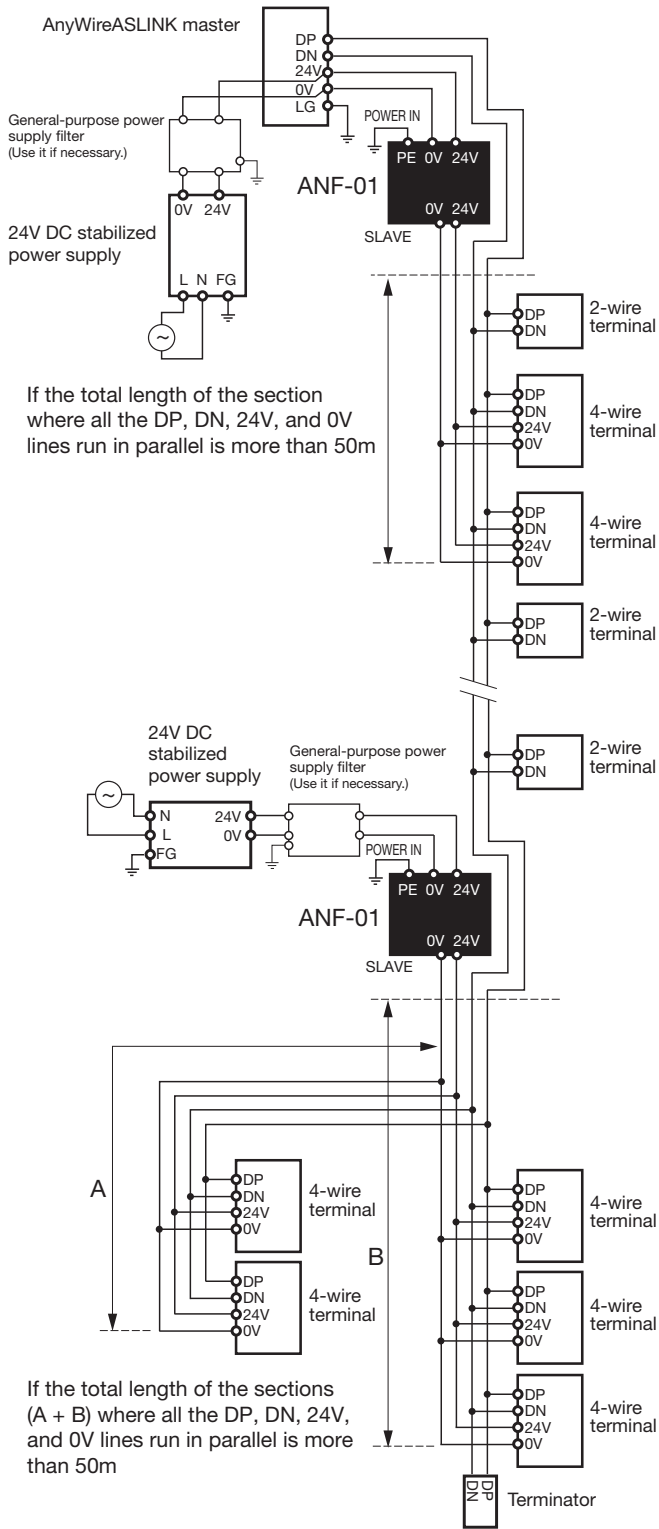 AnyWireASLINK master
DP
DN
24V
0V
LG
General-purpose power
supply filter
(Use it if necessary.)
POWER IN
PE 0V 24V
ANF-01
0V 24V
SLAVE
0V 24V
24V DC stabilized
power supply
L N FG
~
If the total length of the section
where all the DP, DN, 24V, and 0V
lines run in parallel is more than 50m
DP
DN
2-wire
terminal
DP
DN
24V
0V
4-wire
terminal
DP
DN
24V
0V
4-wire
terminal
DP
DN
2-wire
terminal
DP
DN
2-wire
terminal
24V DC
stabilized
power supply
General-purpose power
supply filter
(Use it if necessary.)
~
N
L
FG
24V
0V
POWER IN
PE 0V 24V
ANF-01
0V 24V
SLAVE
A
DP
DN
24V
0V
4-wire
terminal
DP
DN
24V
0V
4-wire
terminal
B
DP
DN
24V
0V
4-wire
terminal
DP
DN
24V
0V
4-wire
terminal
DP
DN
24V
0V
4-wire
terminal
If the total length of the sections
(A + B) where all the DP, DN, 24V,
and 0V lines run in parallel is more
than 50m
DP
DN
Terminator